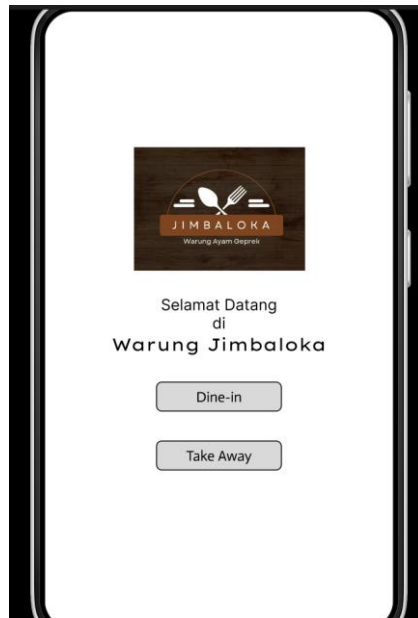 JIMBALOKA
Warung Ayam Geprek
Selamat Datang
di
Warung Jimbaloka
Dine-in
Take Away